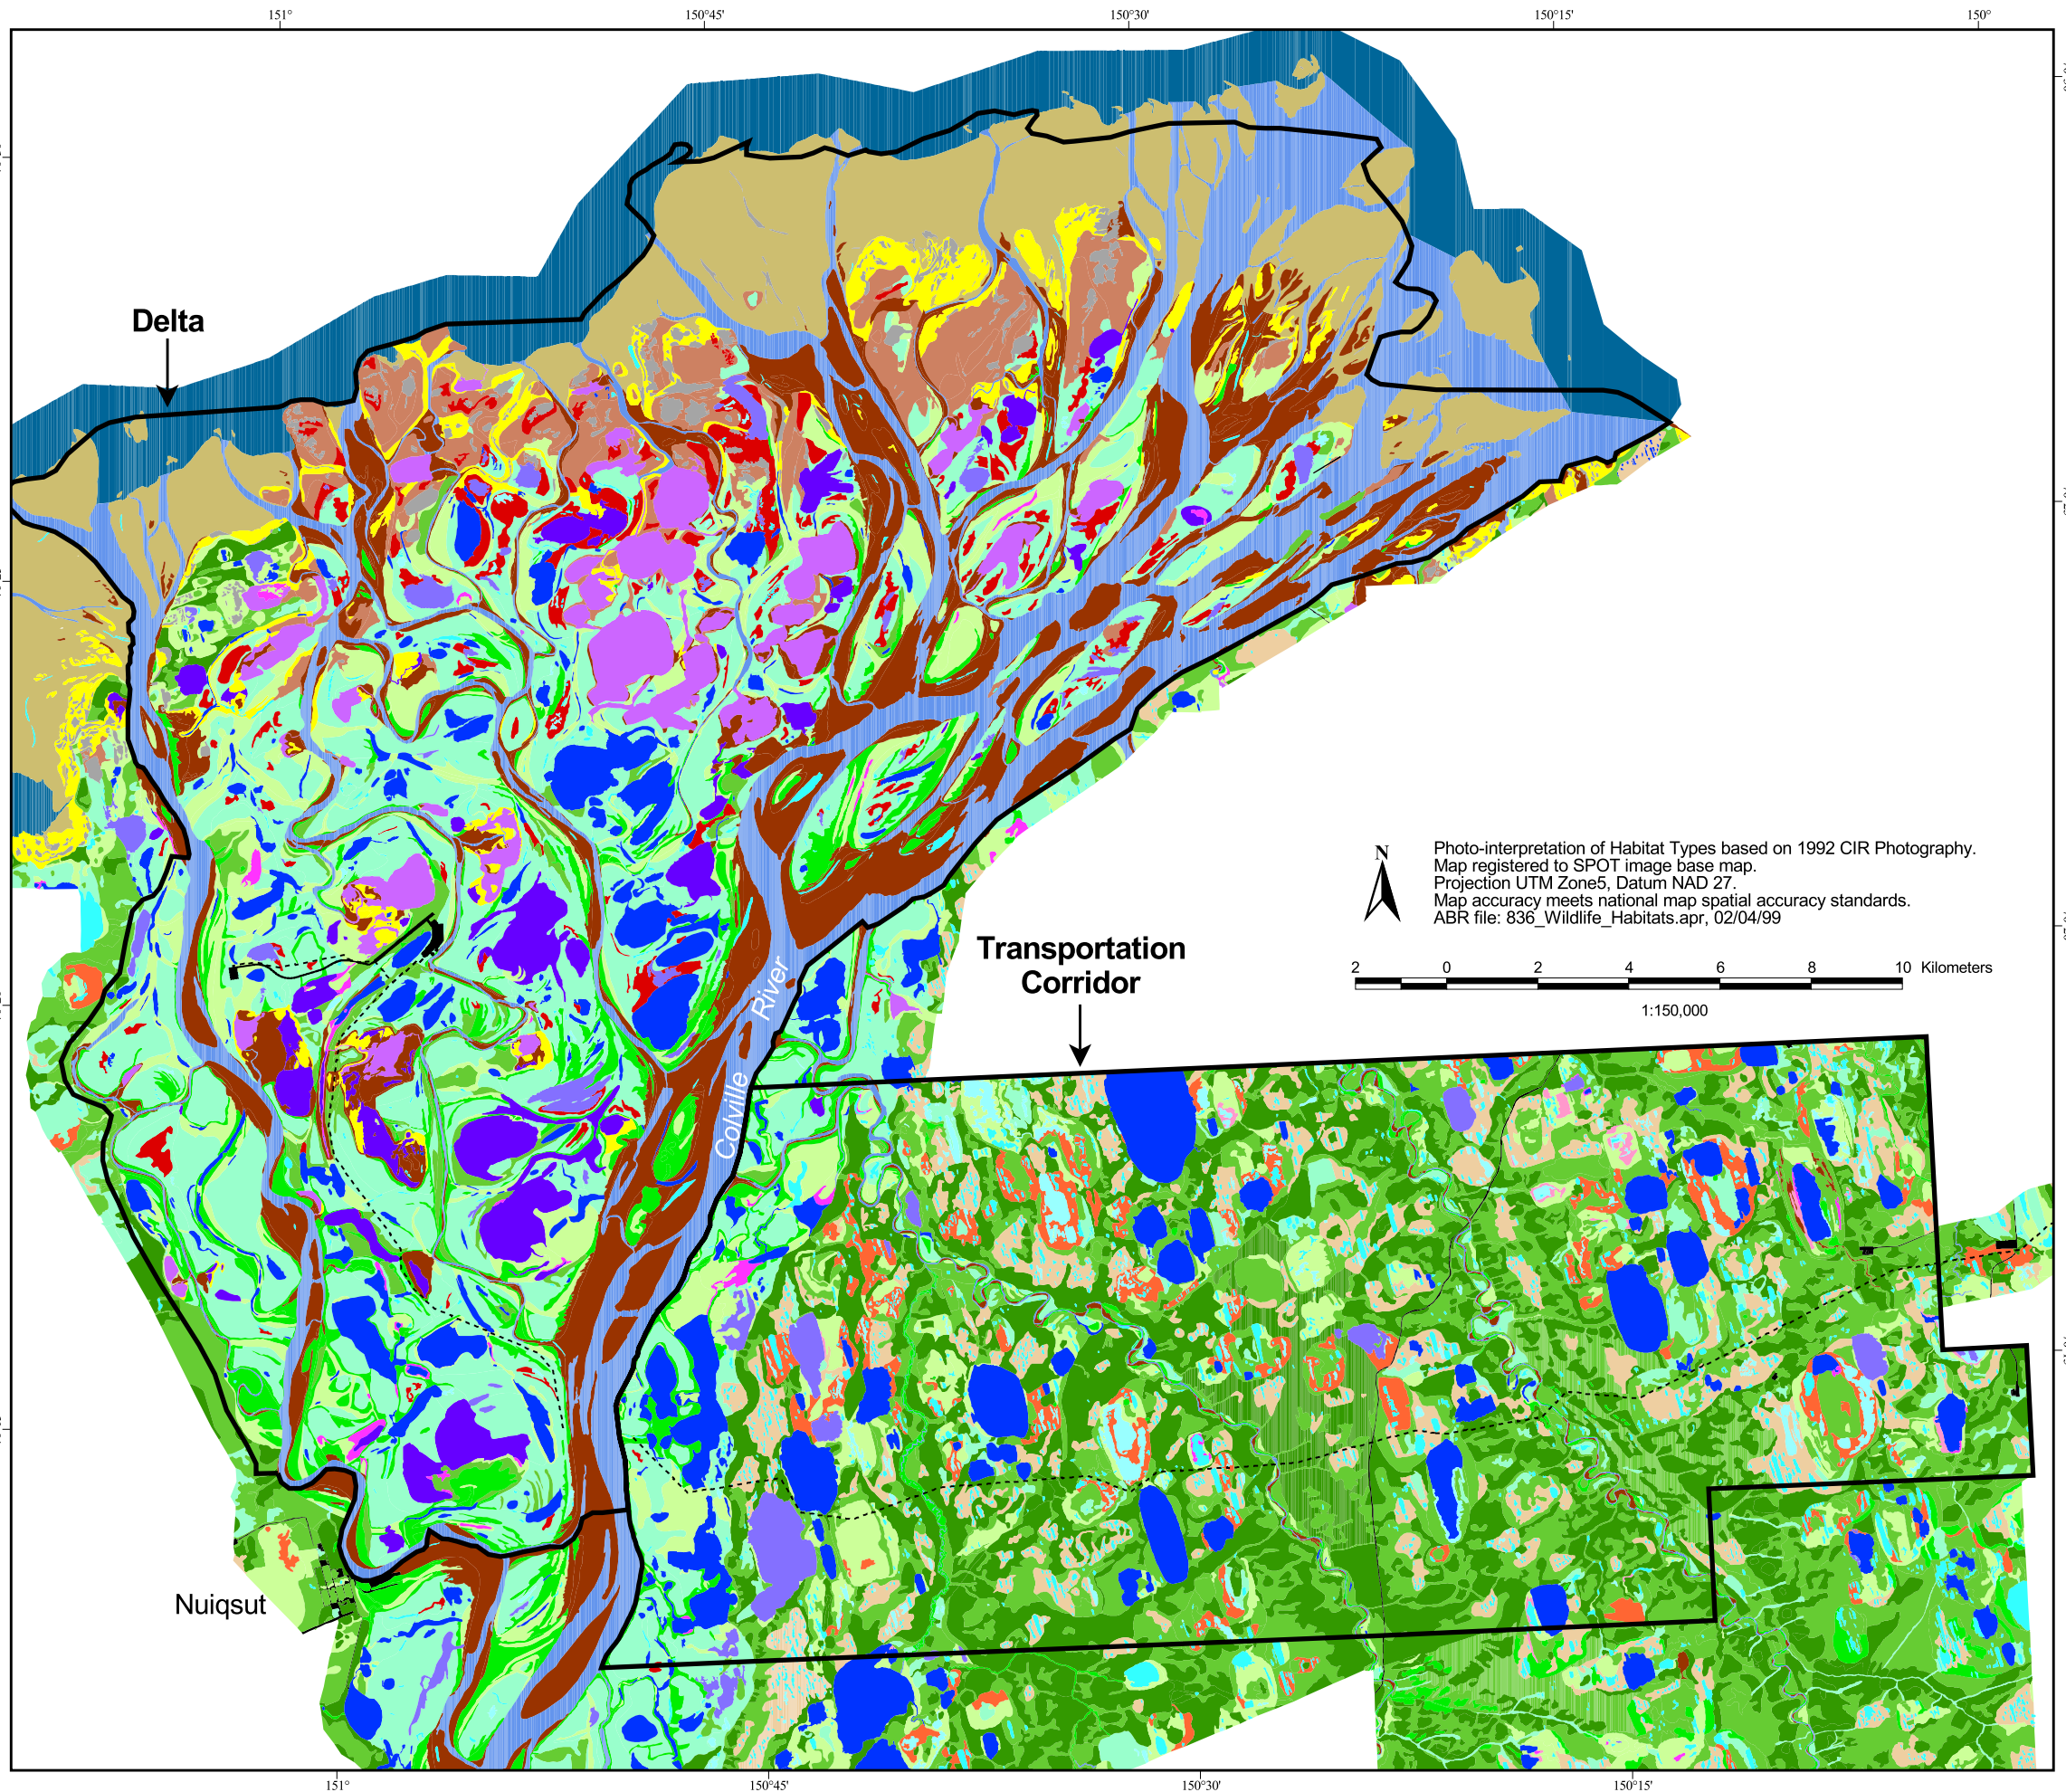 151° 150°45' 150°30' 150°15' 150°
Delta
Photo-interpretation of Habitat Types based on 1992 CIR Photography.
Map registered to SPOT image base map.
Projection UTM Zone5, Datum NAD 27.
Map accuracy meets national map spatial accuracy standards.
ABR file: 836_Wildlife_Habitats.apr, 02/04/99
N
Transportation
Corridor
2 0 2 4 6 8 10 Kilometers
1:150,000
Colville River
Nuiqsut
151° 150°45' 150°30' 150°15'